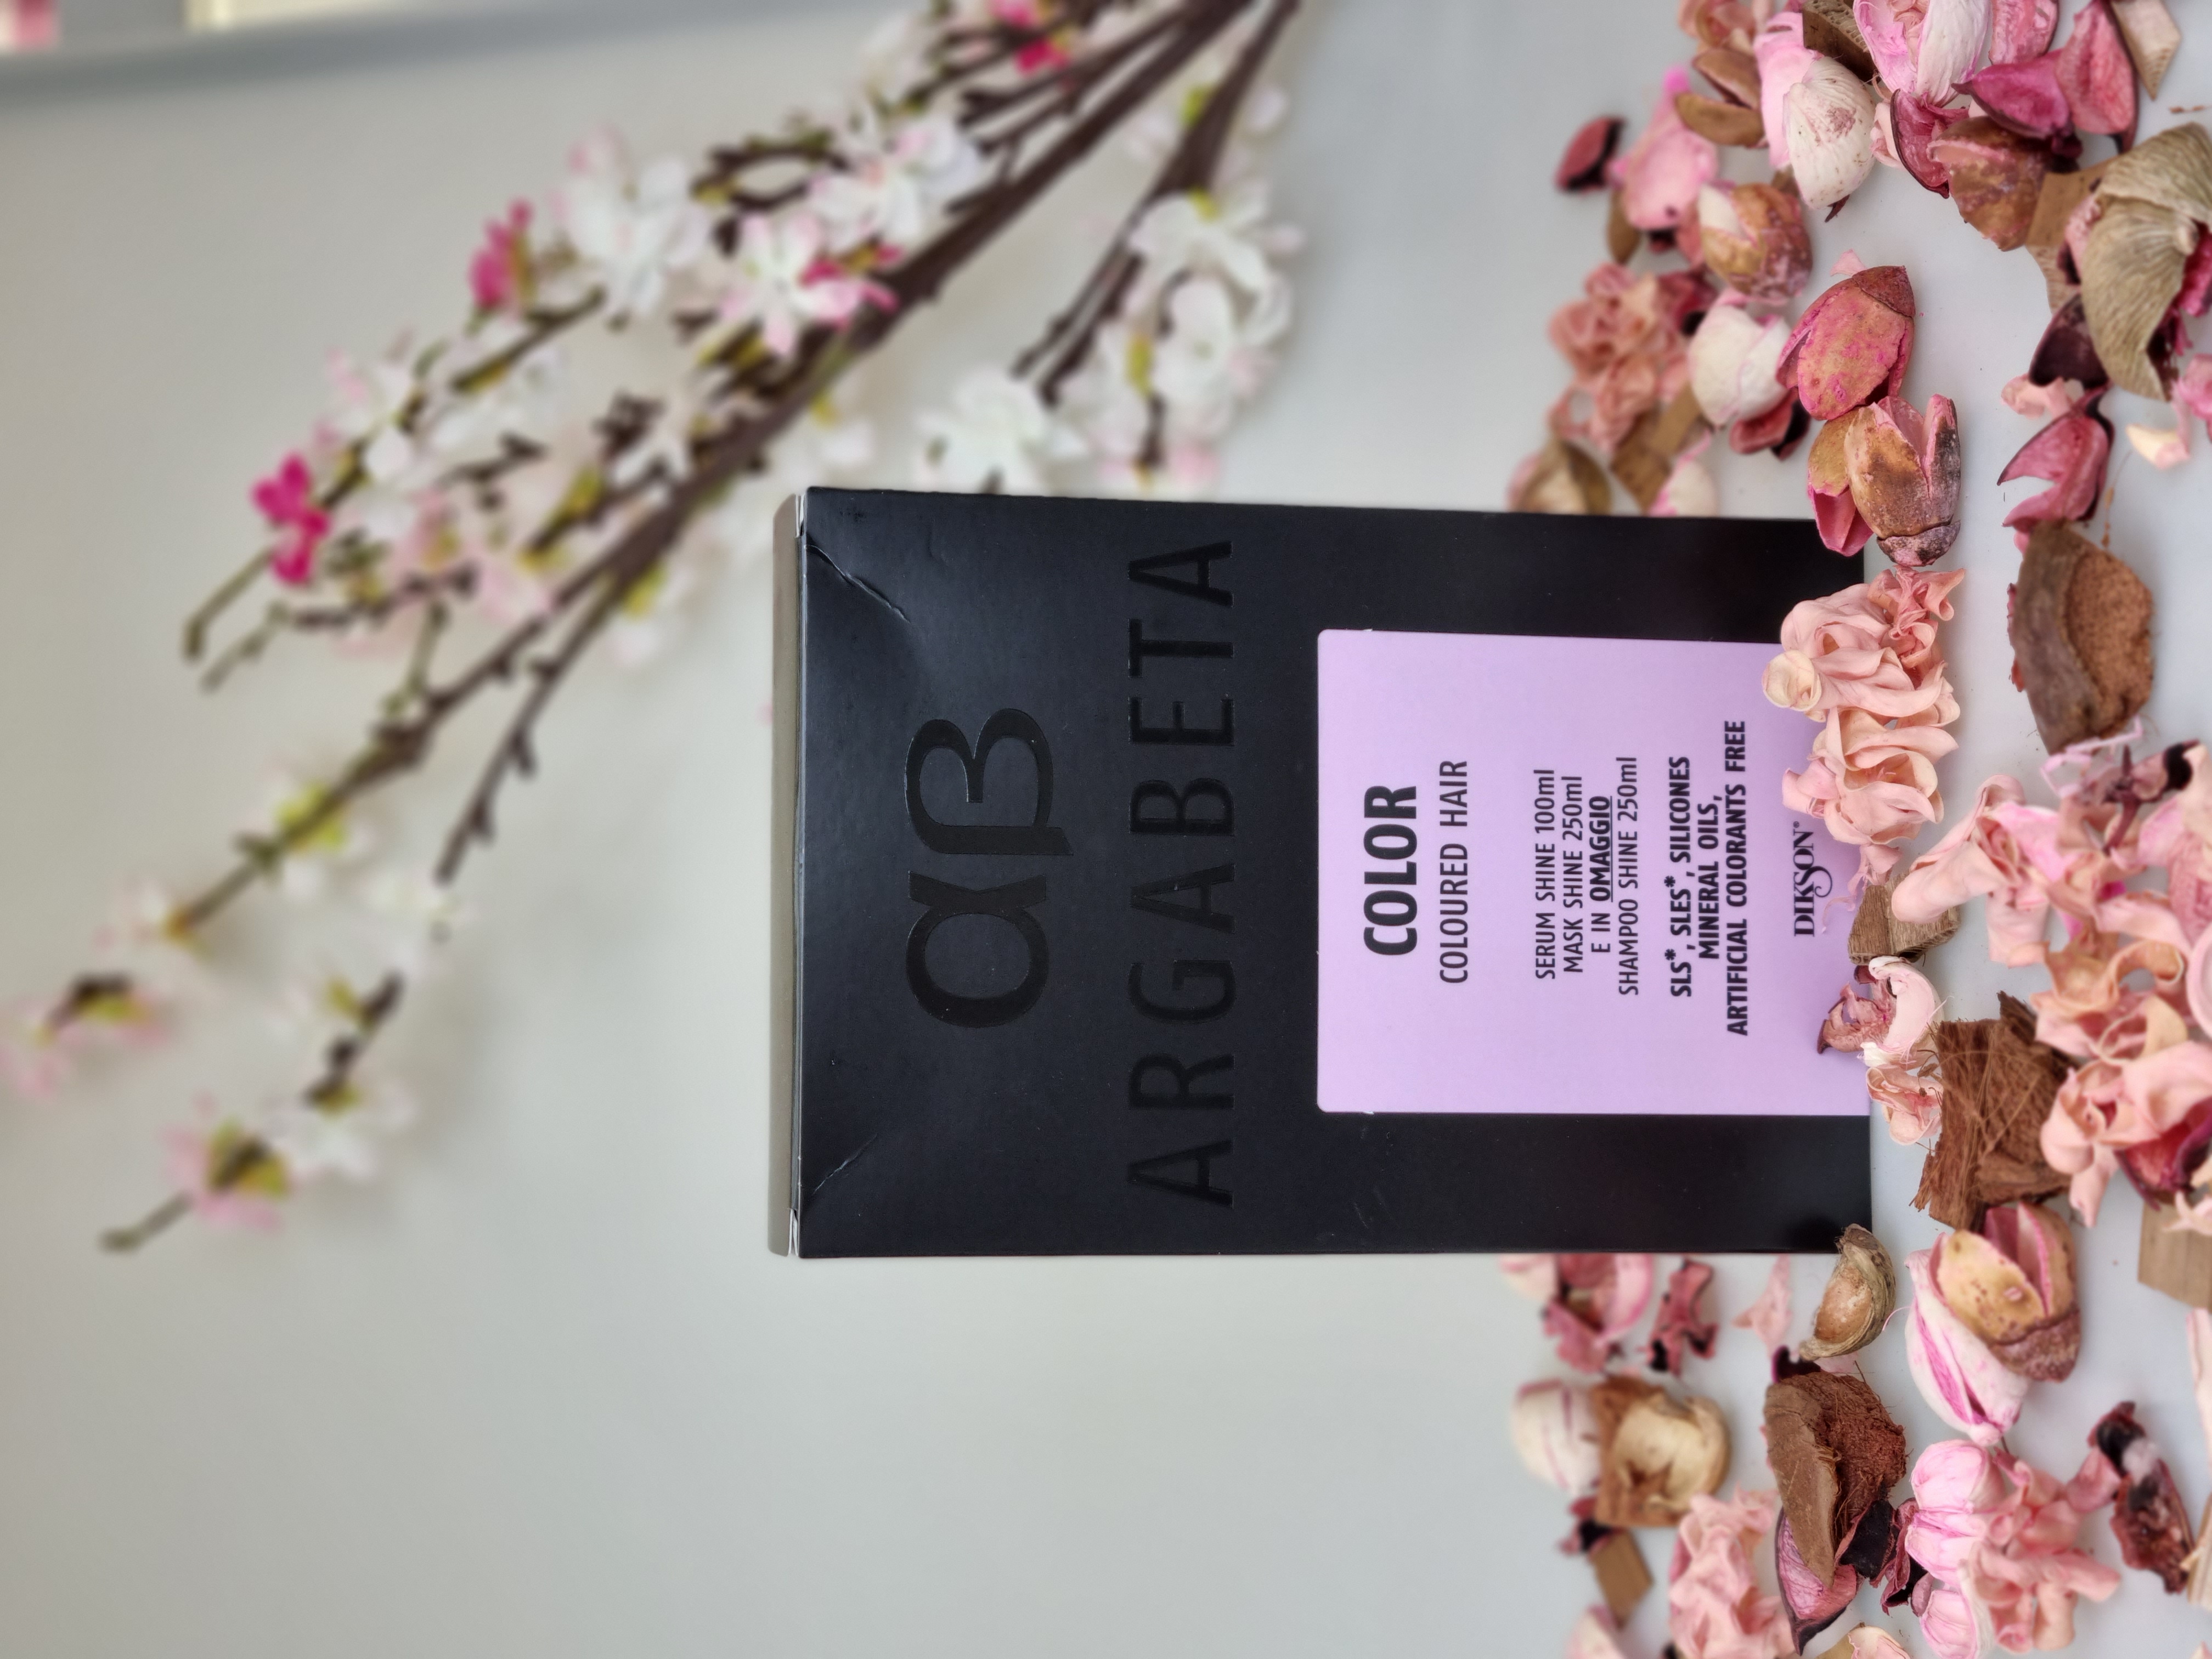 αβ
ARGABETA
COLOR
COLOURED HAIR
SERUM SHINE 100ml
MASK SHINE 250ml
E IN OMAGGIO
SHAMPOO SHINE 250ml
SLS*, SLES*, SILICONES
MINERAL OILS,
ARTIFICIAL COLORANTS FREE
DIKSON®